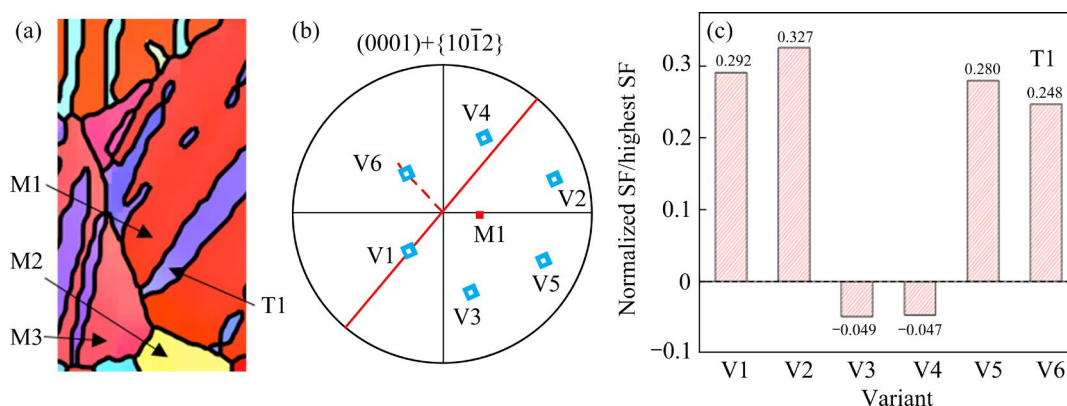 (a)
M1
M2
M3
T1
(b)
(0001)+{101̄2}
V4
V6
V2
M1
V1
V5
V3
(c)
Normalized SF/highest SF
0.3
0.2
0.1
0
−0.1
0.292
0.327
−0.049
−0.047
0.280
0.248
T1
V1 V2 V3 V4 V5 V6
Variant